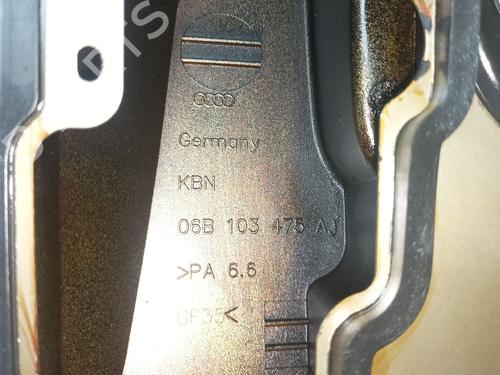 Germany
KBN
06B 103 475 AJ
>PA 6.6
GF35<